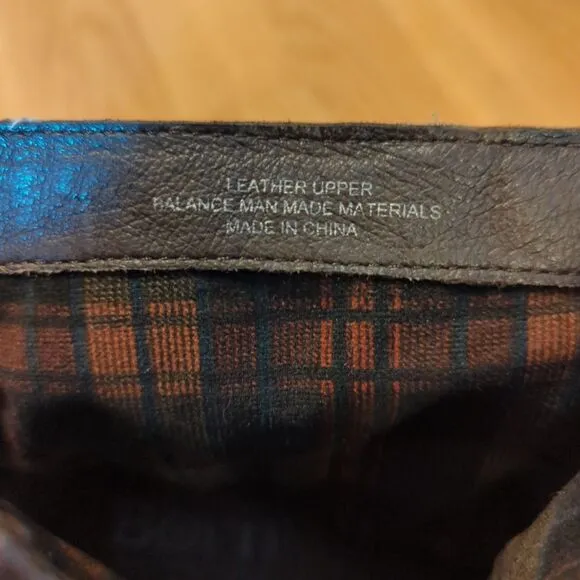 LEATHER UPPER
BALANCE MAN MADE MATERIALS
MADE IN CHINA